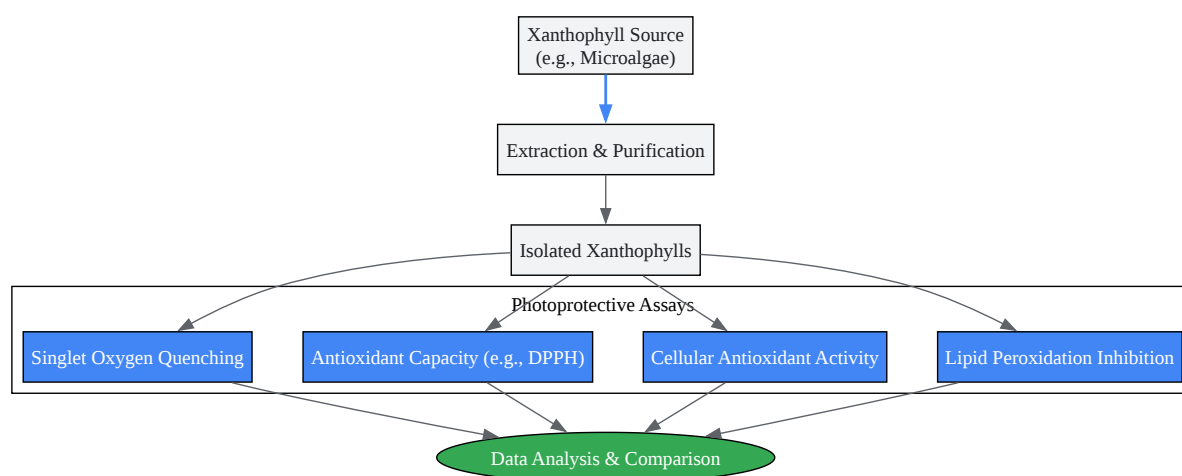 Xanthophyll Source
(e.g., Microalgae)
Extraction & Purification
Isolated Xanthophylls
Photoprotective Assays
Singlet Oxygen Quenching
Antioxidant Capacity (e.g., DPPH)
Cellular Antioxidant Activity
Lipid Peroxidation Inhibition
Data Analysis & Comparison